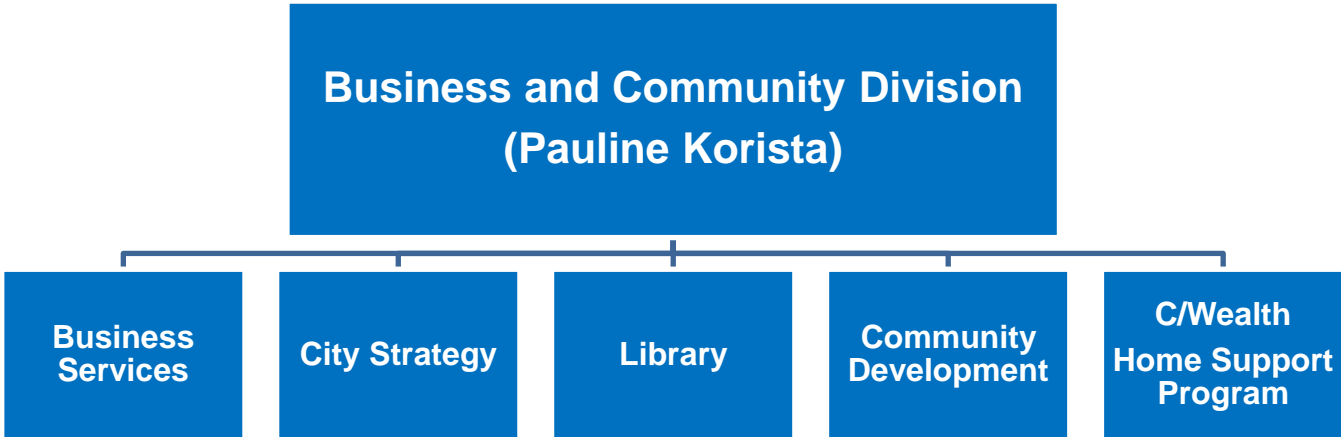 Business and Community Division
(Pauline Korista)
Business
Services
City Strategy
Library
Community
Development
C/Wealth
Home Support
Program